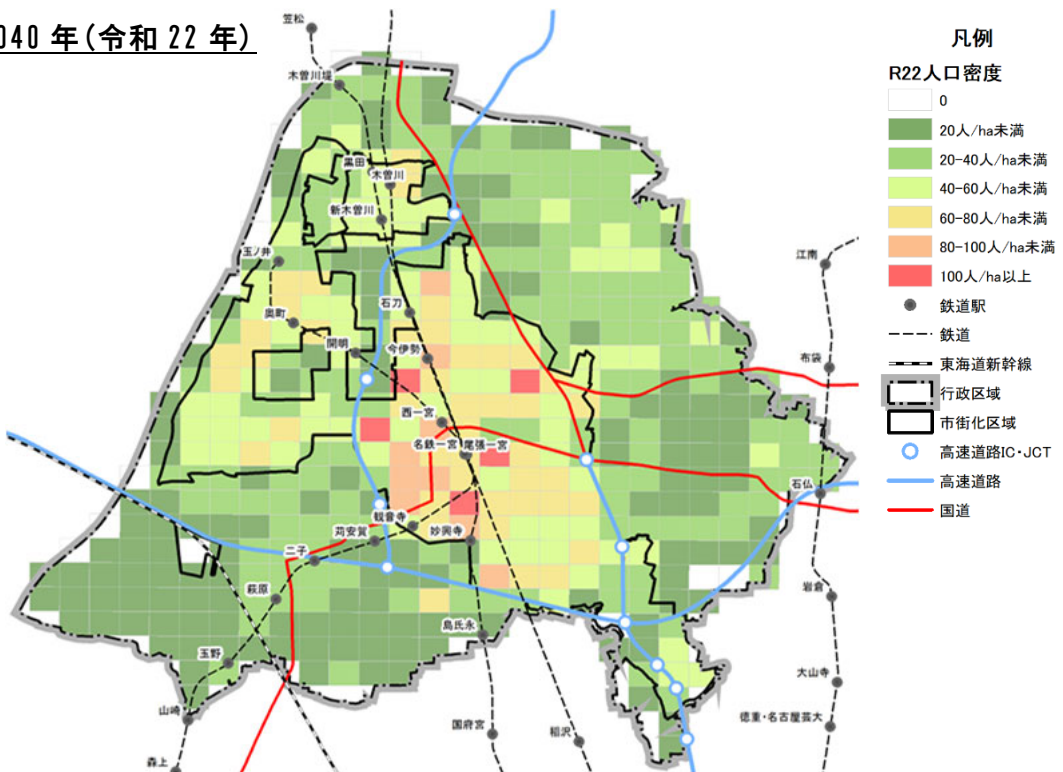 040 年(令和 22 年)
凡例
R22人口密度
0
20人/ha未満
20-40人/ha未満
40-60人/ha未満
60-80人/ha未満
80-100人/ha未満
100人/ha以上
鉄道駅
鉄道
東海道新幹線
行政区域
市街化区域
高速道路IC・JCT
高速道路
国道
笠松
木曽川堤
黒田
木曽川
新木曽川
玉ノ井
石刀
奥町
開明
今伊勢
西一宮
名鉄一宮
尾張一宮
観音寺
苅安賀
妙興寺
二子
萩原
島氏永
玉野
山崎
森上
国府宮
稲沢
江南
布袋
石仏
岩倉
大山寺
徳重・名古屋芸大